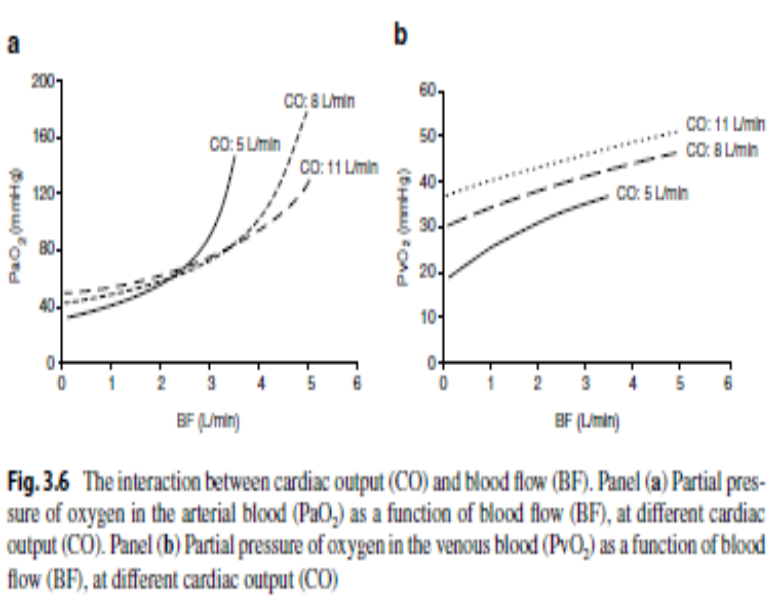 a
200
160
120
80
40
0
PaO2 (mmHg)
CO: 5 L/min
CO: 8 L/min
CO: 11 L/min
0 1 2 3 4 5 6
BF (L/min)
b
60
50
40
30
20
10
0
PvO2 (mmHg)
CO: 11 L/min
CO: 8 L/min
CO: 5 L/min
0 1 2 3 4 5 6
BF (L/min)
Fig. 3.6 The interaction between cardiac output (CO) and blood flow (BF). Panel (a) Partial pres-
sure of oxygen in the arterial blood (PaO2) as a function of blood flow (BF), at different cardiac
output (CO). Panel (b) Partial pressure of oxygen in the venous blood (PvO2) as a function of blood
flow (BF), at different cardiac output (CO)